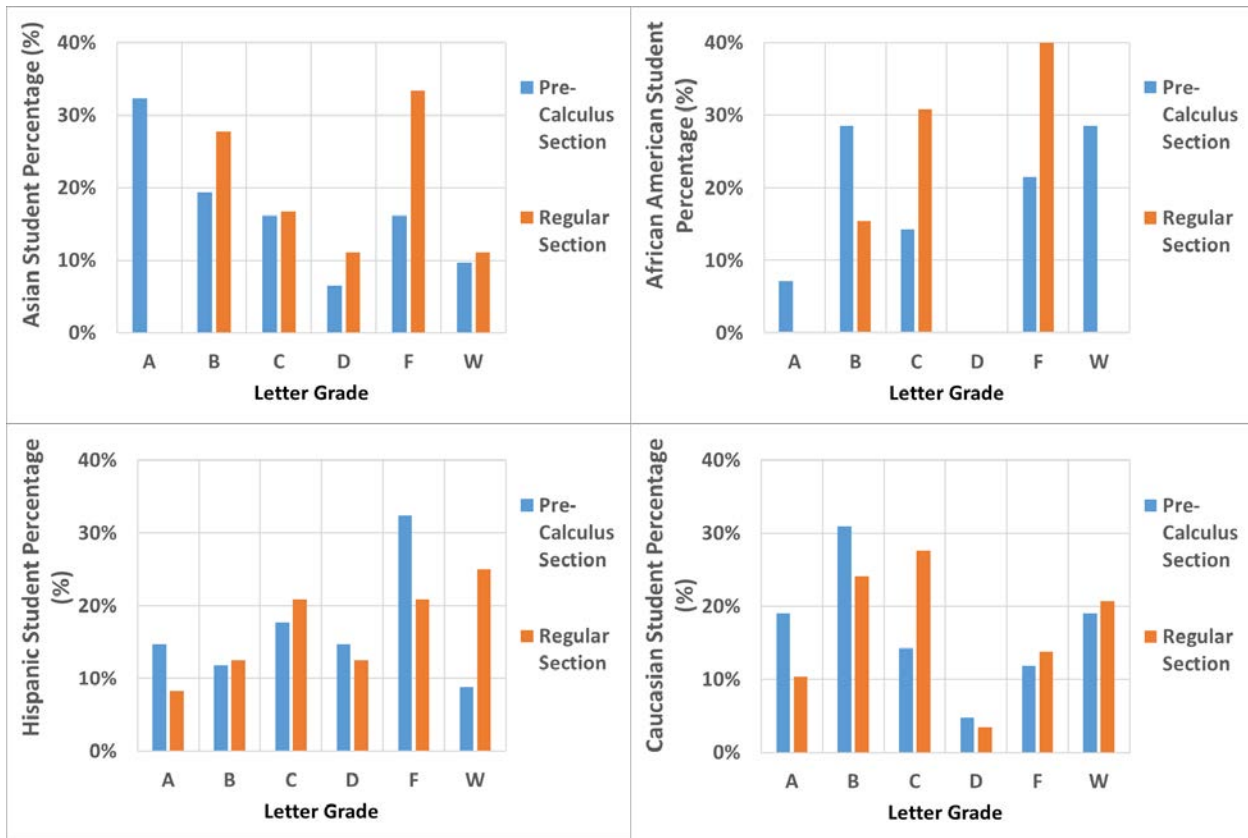 Asian Student Percentage (%)
40%
30%
20%
10%
0%
A B C D F W
Letter Grade
Pre-
Calculus
Section
Regular
Section
African American Student
Percentage (%)
40%
30%
20%
10%
0%
A B C D F W
Letter Grade
Pre-
Calculus
Section
Regular
Section
Hispanic Student Percentage
(%)
40%
30%
20%
10%
0%
A B C D F W
Letter Grade
Pre-
Calculus
Section
Regular
Section
Caucasian Student Percentage
(%)
40%
30%
20%
10%
0%
A B C D F W
Letter Grade
Pre-
Calculus
Section
Regular
Section